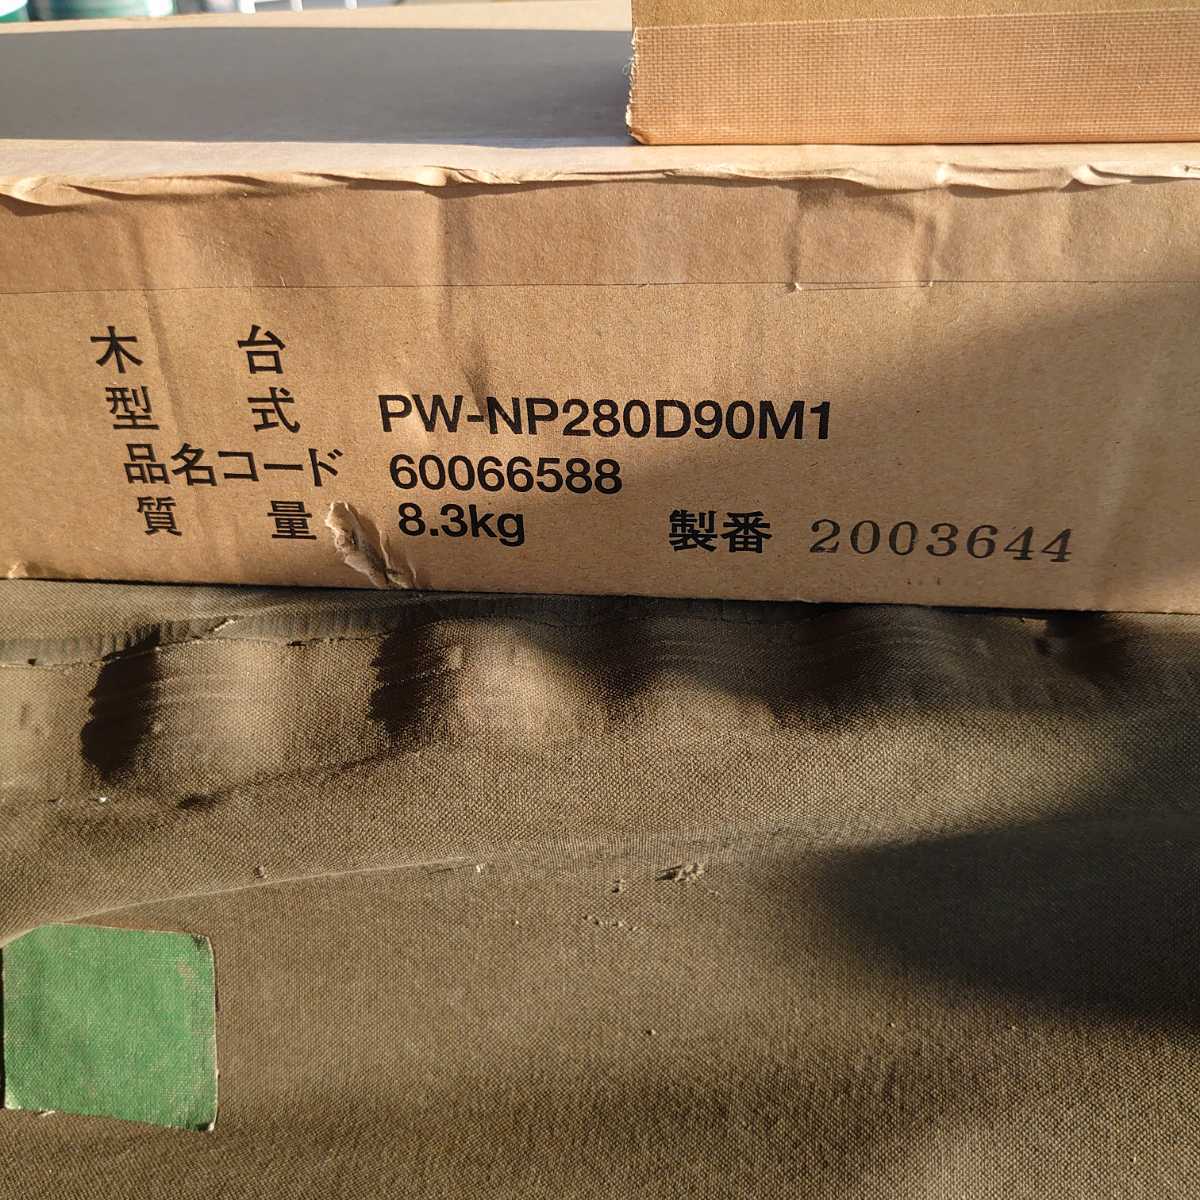 木台
型式 PW-NP280D90M1
品名コード 60066588
質量 8.3kg 製番 2003644